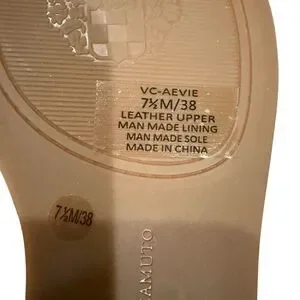 VC-AEVIE
7½M/38
LEATHER UPPER
MAN MADE LINING
MAN MADE SOLE
MADE IN CHINA
7½M/38
AMUTO